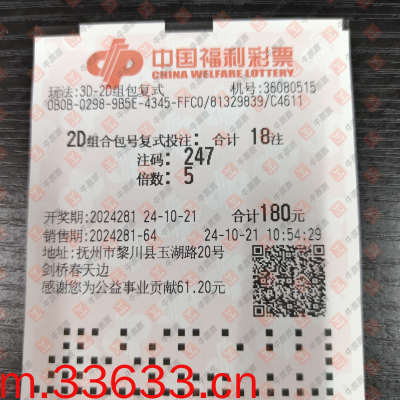 中国福利彩票
CHINA WELFARE LOTTERY
玩法:3D-2D组包复式 机号:36080515
0B0B-0298-9B5E-4345-FFC0/81329839/C4611
2D组合包号复式投注: 合计 18注
注码: 247
倍数: 5
开奖期:2024281 24-10-21 合计180元
销售期:2024281-64 24-10-21 10:54:29
地址:抚州市黎川县玉湖路20号
剑桥春天边
感谢您为公益事业贡献61.20元
m.33633.cn